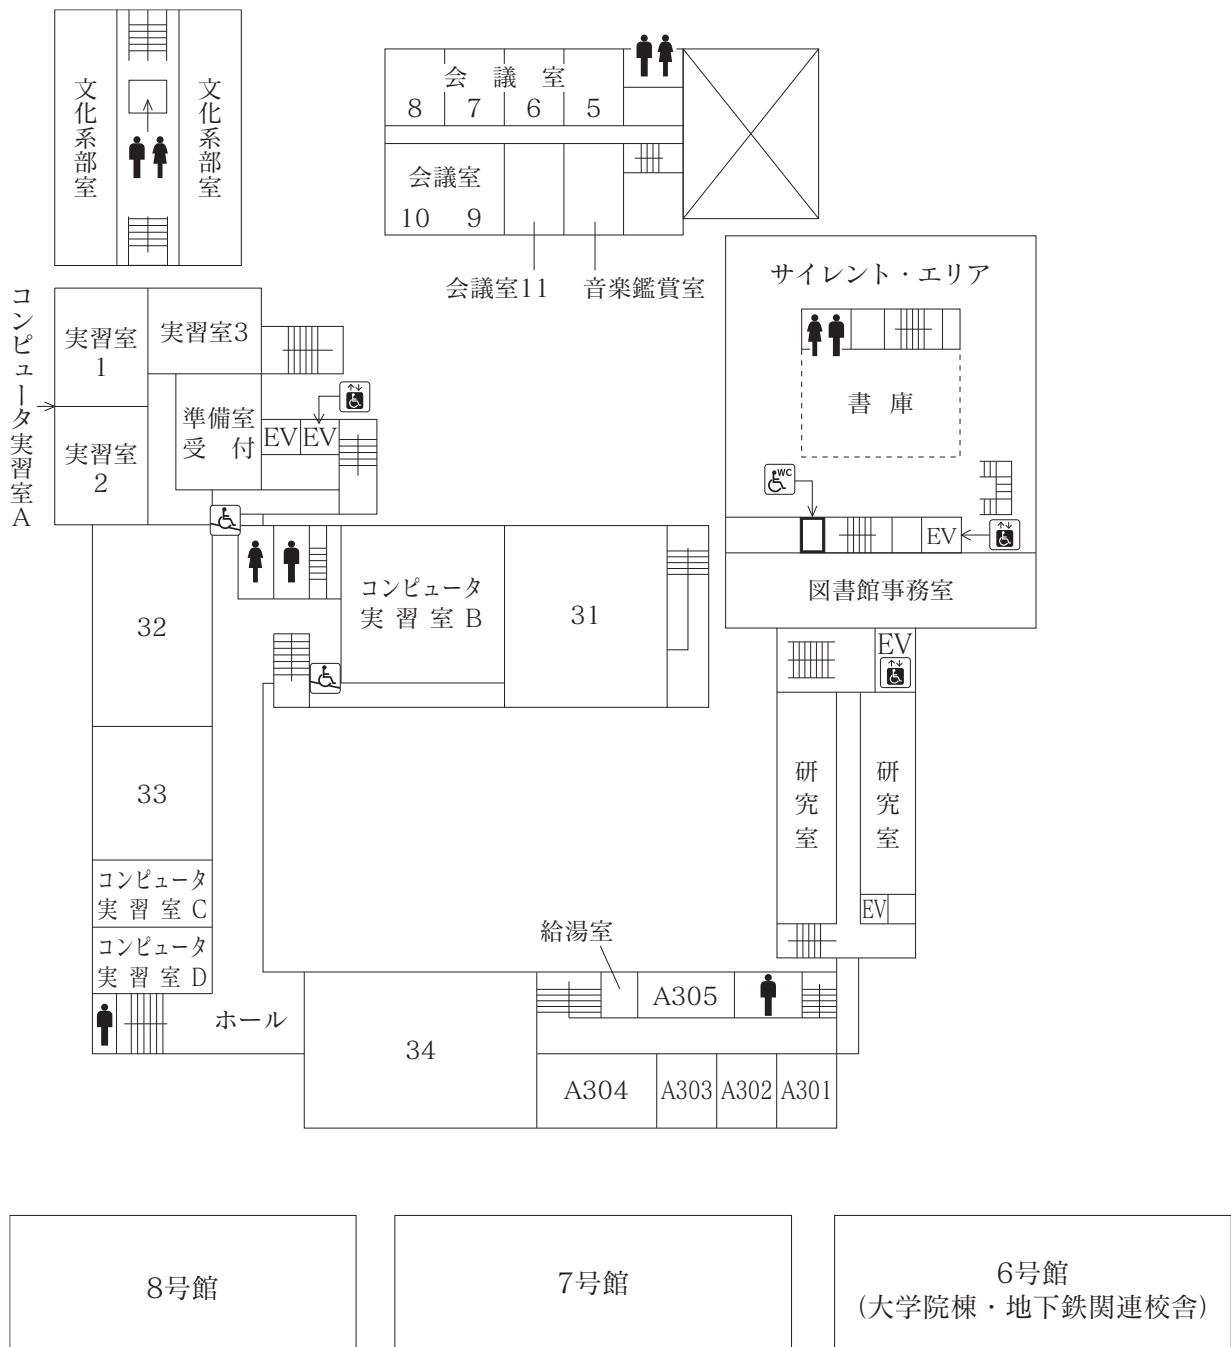 文化系部室
文化系部室
会議室
8 7 6 5
会議室
10 9
会議室11
音楽鑑賞室
サイレント・エリア
書庫
WC
EV
図書館事務室
コンピュータ実習室A
実習室
1
実習室3
実習室
2
準備室
受付
EV
EV
コンピュータ
実習室B
31
32
33
コンピュータ
実習室C
コンピュータ
実習室D
ホール
34
EV
研究室
研究室
EV
給湯室
A305
A304
A303
A302
A301
8号館
7号館
6号館
(大学院棟・地下鉄関連校舎)